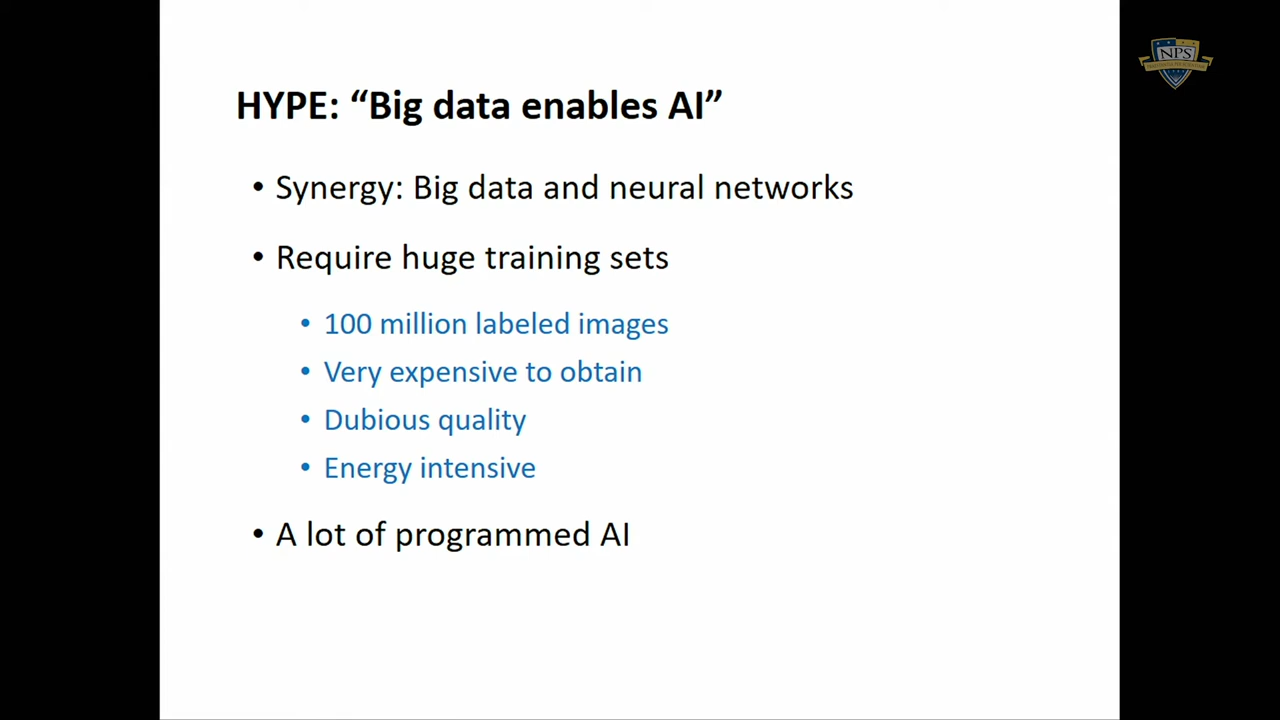 HYPE: “Big data enables AI”
• Synergy: Big data and neural networks
• Require huge training sets
• 100 million labeled images
• Very expensive to obtain
• Dubious quality
• Energy intensive
• A lot of programmed AI
NPS